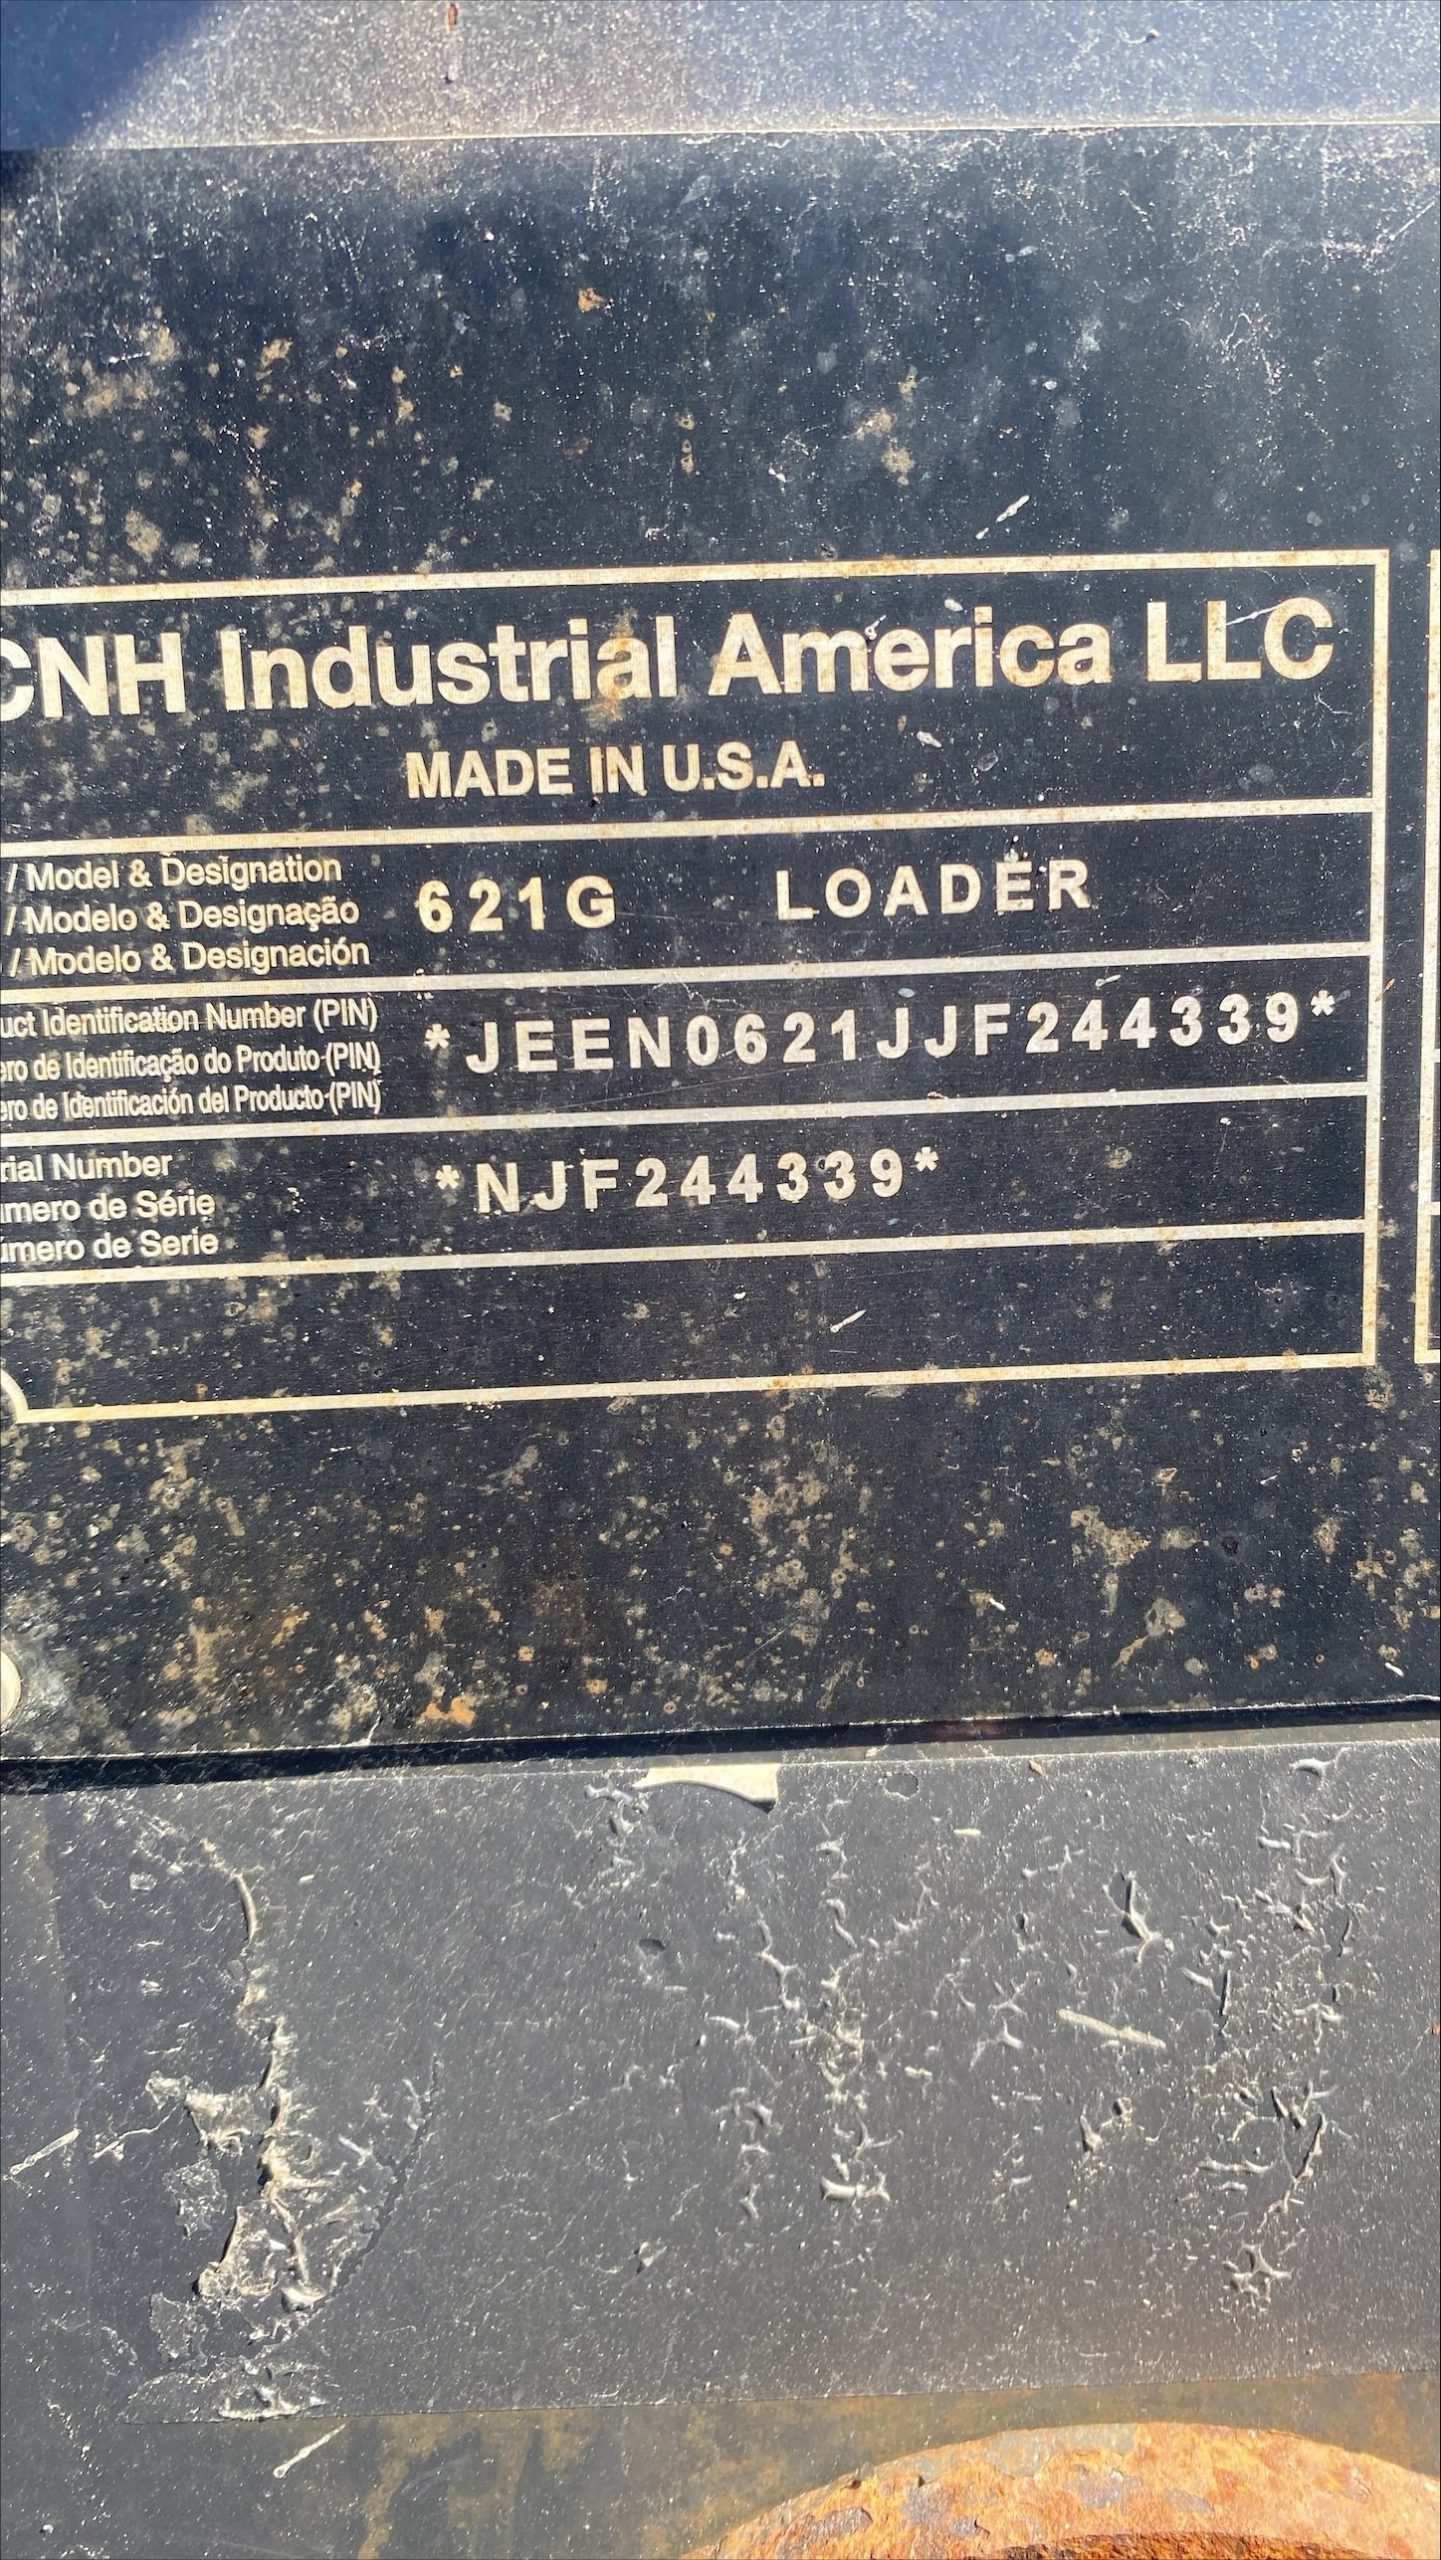 CNH Industrial America LLC
MADE IN U.S.A.
/ Model & Designation
/ Modelo & Designação
/ Modelo & Designación
621G LOADER
uct Identification Number (PIN)
ero de Identificação do Produto (PIN)
ero de Identificación del Producto (PIN)
*JEEN0621JJF244339*
rial Number
mero de Série
úmero de Serie
*NJF244339*